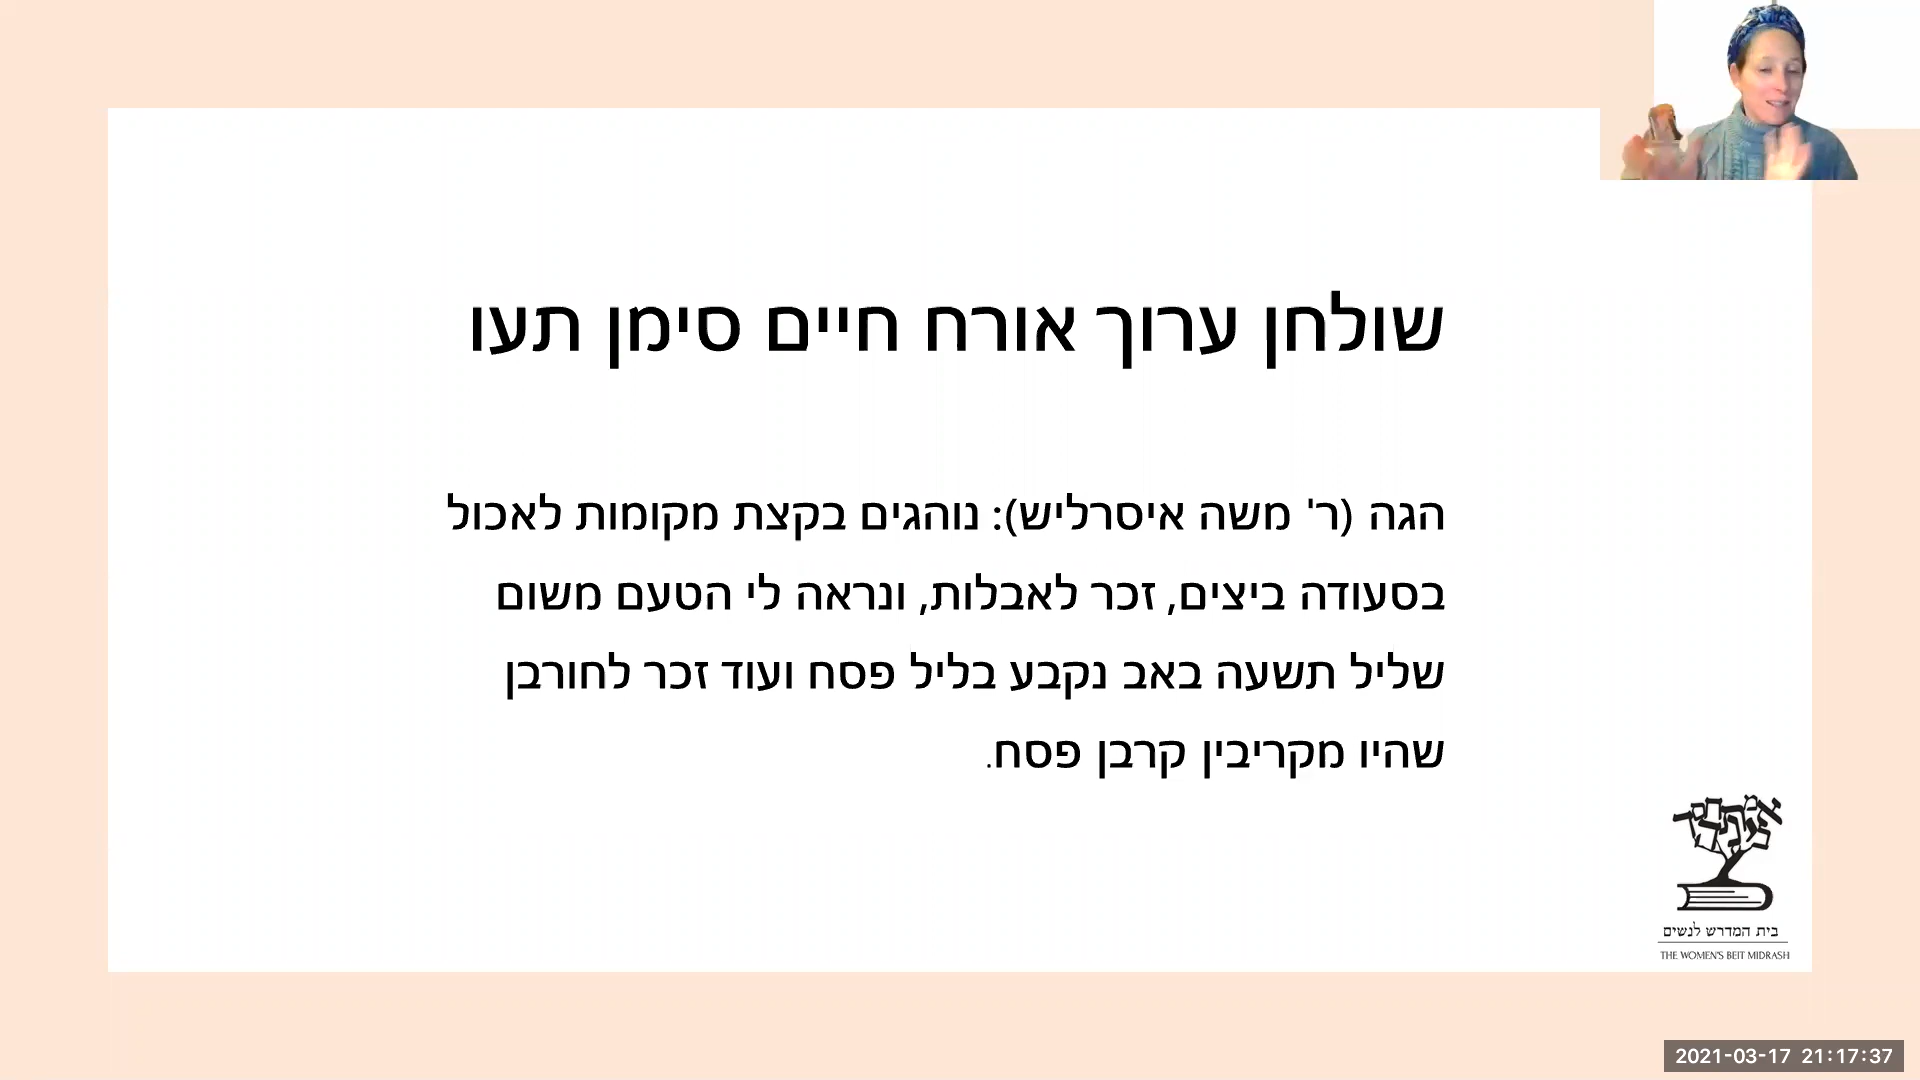 שולחן ערוך אורח חיים סימן תעו
הגה (ר' משה איסרליש): נוהגים בקצת מקומות לאכול
בסעודה ביצים, זכר לאבלות, ונראה לי הטעם משום
שליל תשעה באב נקבע בליל פסח ועוד זכר לחורבן
שהיו מקריבין קרבן פסח.
בית המדרש לנשים
THE WOMEN'S BEIT MIDRASH
2021-03-17 21:17:37